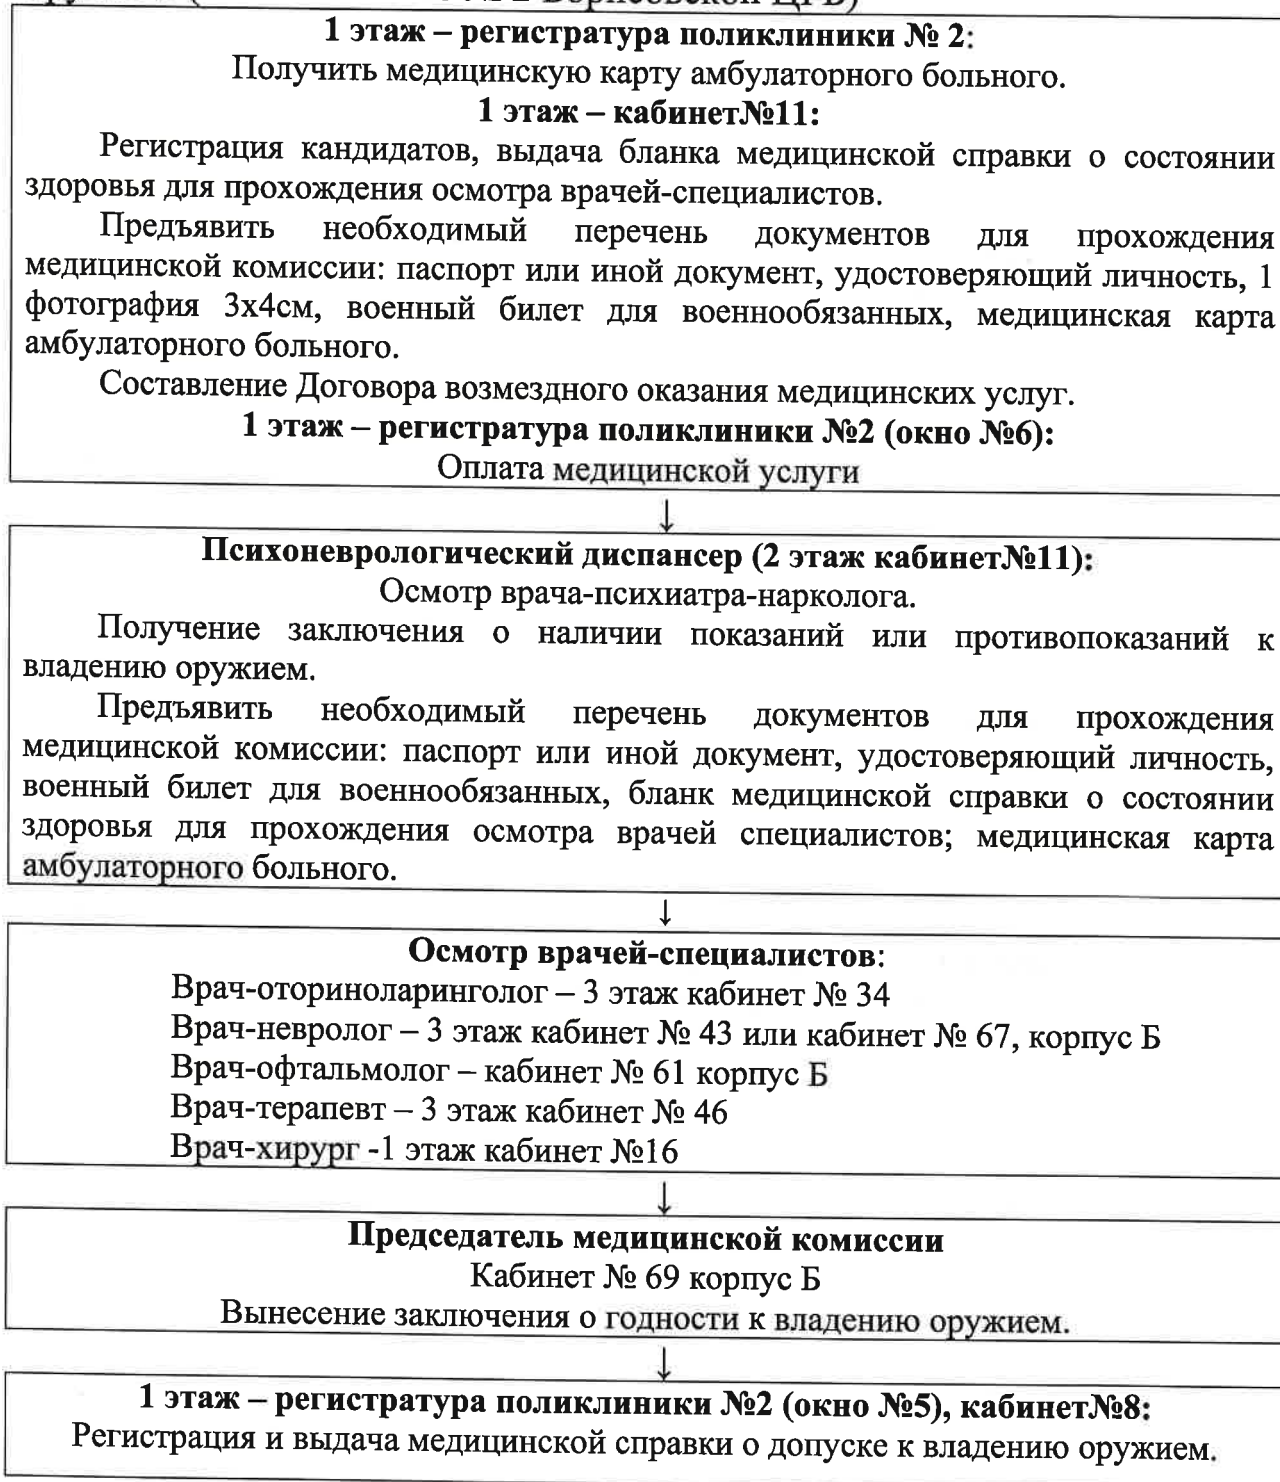 № 2 Борисовской ЦРБ)
1 этаж – регистратура поликлиники № 2:
Получить медицинскую карту амбулаторного больного.
1 этаж – кабинет№11:
Регистрация кандидатов, выдача бланка медицинской справки о состоянии
здоровья для прохождения осмотра врачей-специалистов.
Предъявить необходимый перечень документов для прохождения
медицинской комиссии: паспорт или иной документ, удостоверяющий личность, 1
фотография 3х4см, военный билет для военнообязанных, медицинская карта
амбулаторного больного.
Составление Договора возмездного оказания медицинских услуг.
1 этаж – регистратура поликлиники №2 (окно №6):
Оплата медицинской услуги
↓
Психоневрологический диспансер (2 этаж кабинет№11):
Осмотр врача-психиатра-нарколога.
Получение заключения о наличии показаний или противопоказаний к
владению оружием.
Предъявить необходимый перечень документов для прохождения
медицинской комиссии: паспорт или иной документ, удостоверяющий личность,
военный билет для военнообязанных, бланк медицинской справки о состоянии
здоровья для прохождения осмотра врачей специалистов; медицинская карта
амбулаторного больного.
↓
Осмотр врачей-специалистов:
Врач-оториноларинголог – 3 этаж кабинет № 34
Врач-невролог – 3 этаж кабинет № 43 или кабинет № 67, корпус Б
Врач-офтальмолог – кабинет № 61 корпус Б
Врач-терапевт – 3 этаж кабинет № 46
Врач-хирург -1 этаж кабинет №16
↓
Председатель медицинской комиссии
Кабинет № 69 корпус Б
Вынесение заключения о годности к владению оружием.
↓
1 этаж – регистратура поликлиники №2 (окно №5), кабинет№8:
Регистрация и выдача медицинской справки о допуске к владению оружием.